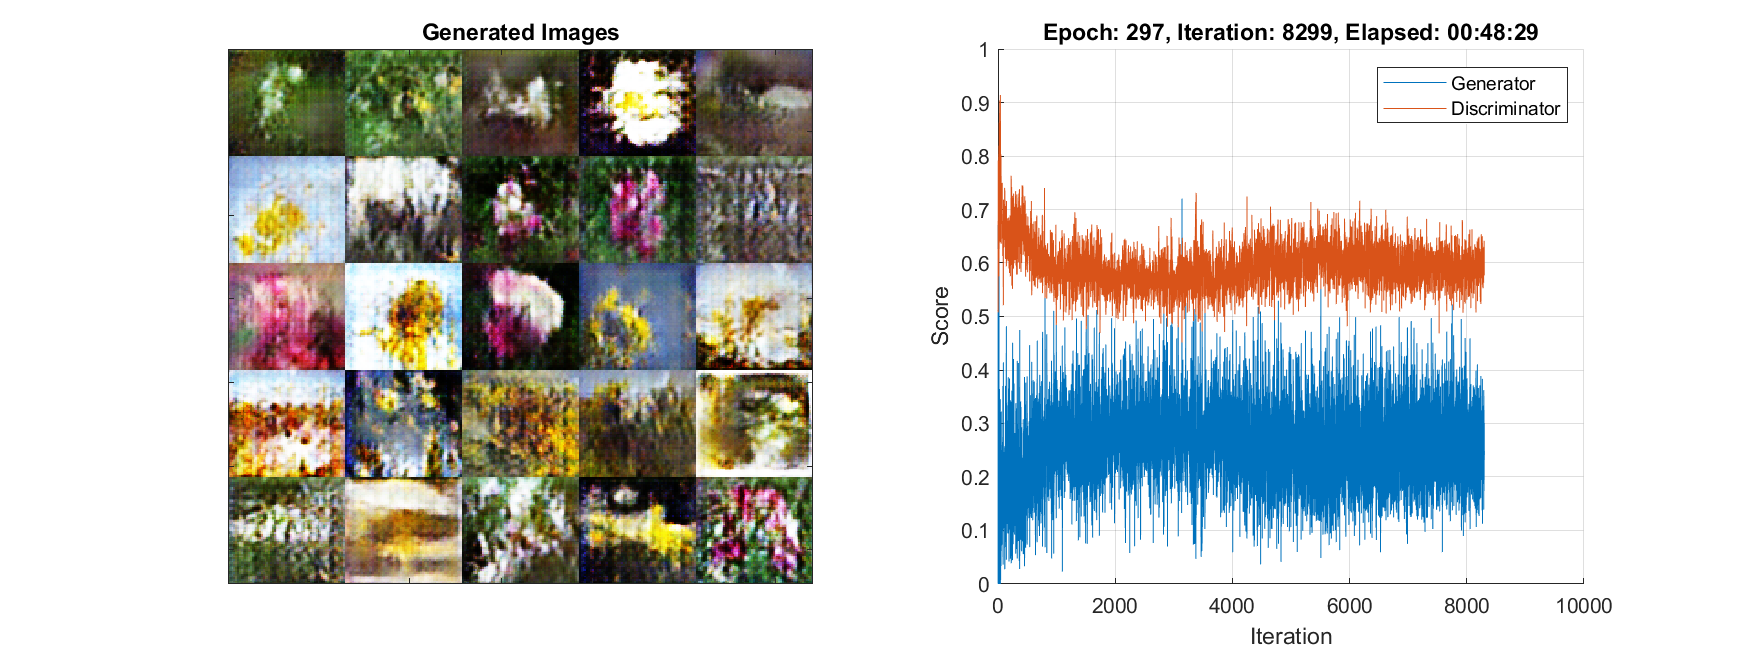 Generated Images
Epoch: 297, Iteration: 8299, Elapsed: 00:48:29
1
0.9
0.8
0.7
0.6
0.5
0.4
0.3
0.2
0.1
0
Score
Generator
Discriminator
0 2000 4000 6000 8000 10000
Iteration